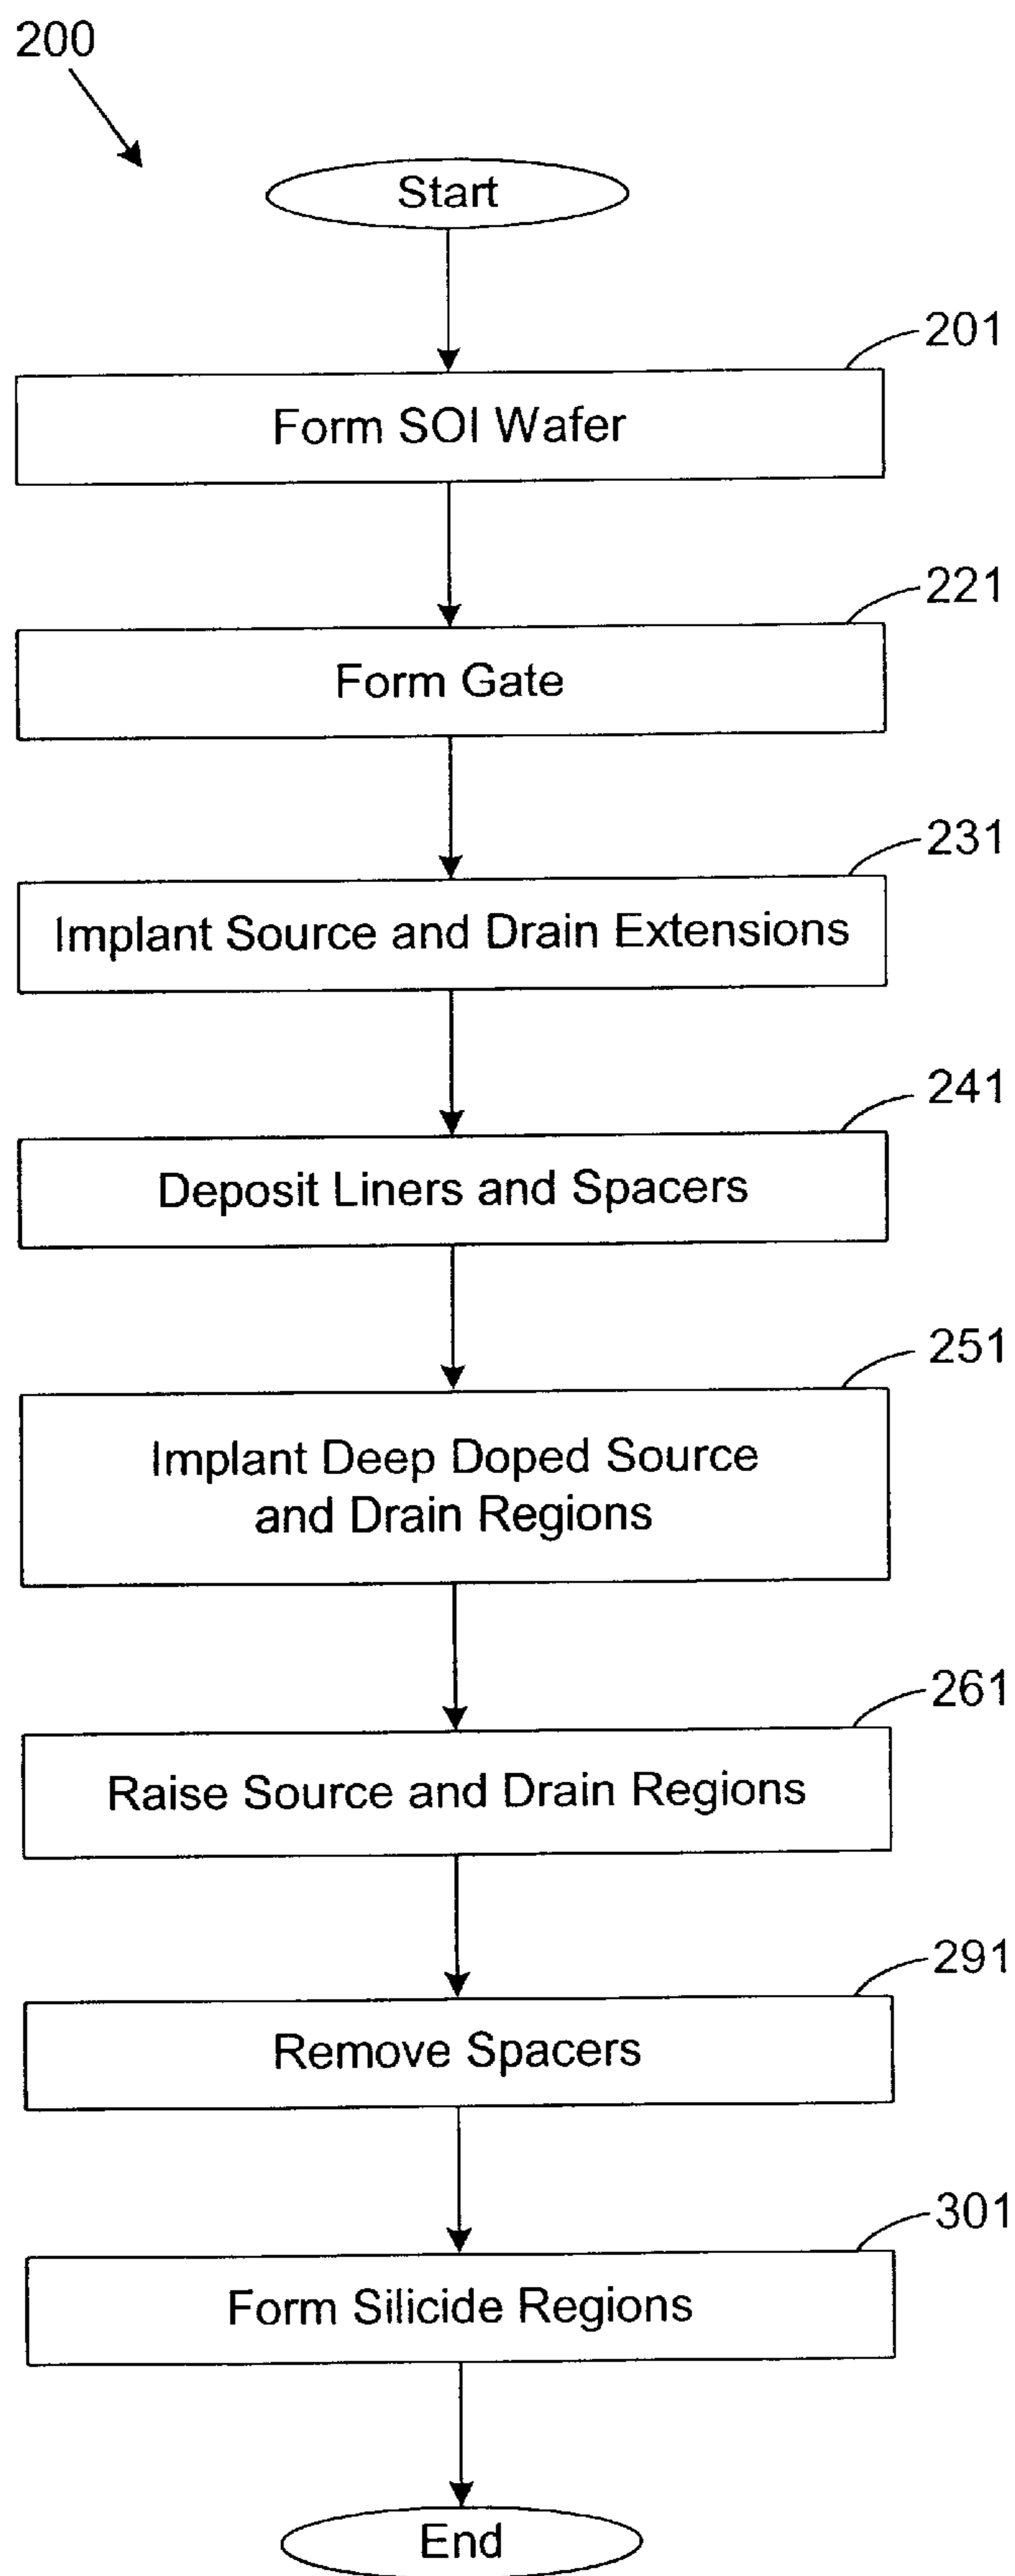 200
Start
201
Form SOI Wafer
221
Form Gate
231
Implant Source and Drain Extensions
241
Deposit Liners and Spacers
251
Implant Deep Doped Source
and Drain Regions
261
Raise Source and Drain Regions
291
Remove Spacers
301
Form Silicide Regions
End